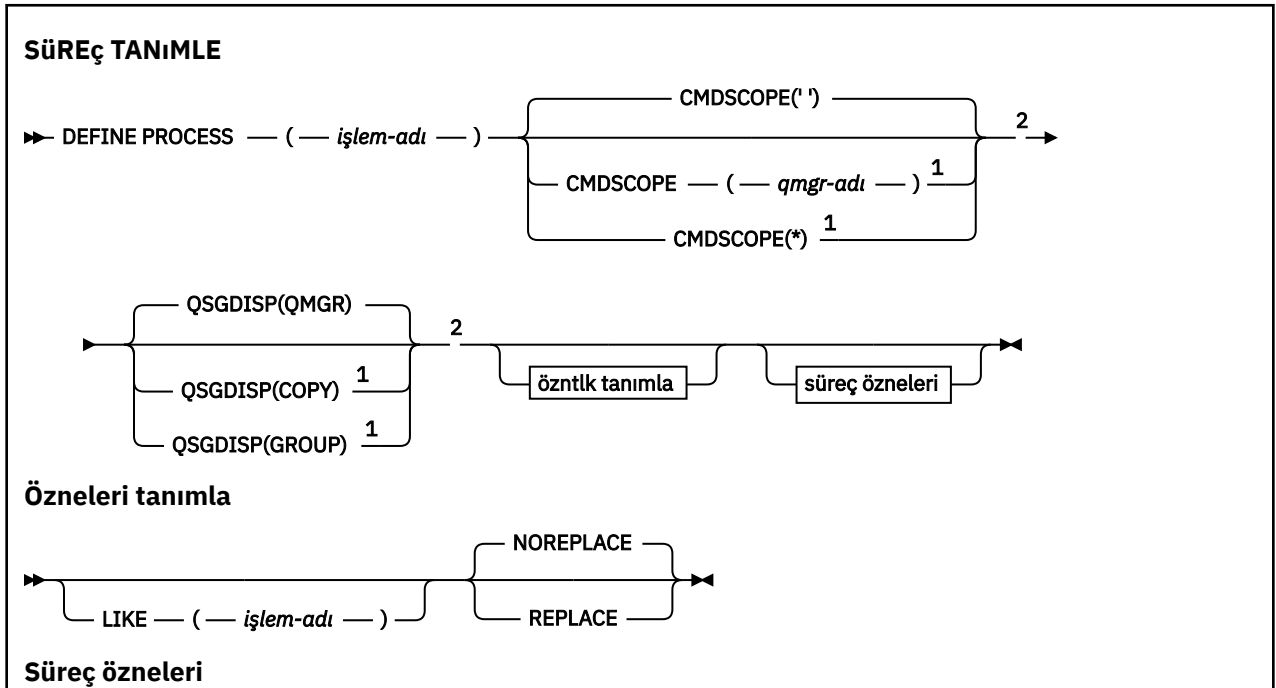 SüREç TANıMLE
CMDSCOPE(' ')
DEFINE PROCESS ( işlem-adı ) 2
CMDSCOPE ( qmgr-adı ) 1
CMDSCOPE(*) 1
QSGDISP(QMGR)
2
QSGDISP(COPY) 1
özntlk tanımla süreç özneleri
QSGDISP(GROUP) 1
Özneleri tanımla
NOREPLACE
LIKE ( işlem-adı ) REPLACE
Süreç özneleri